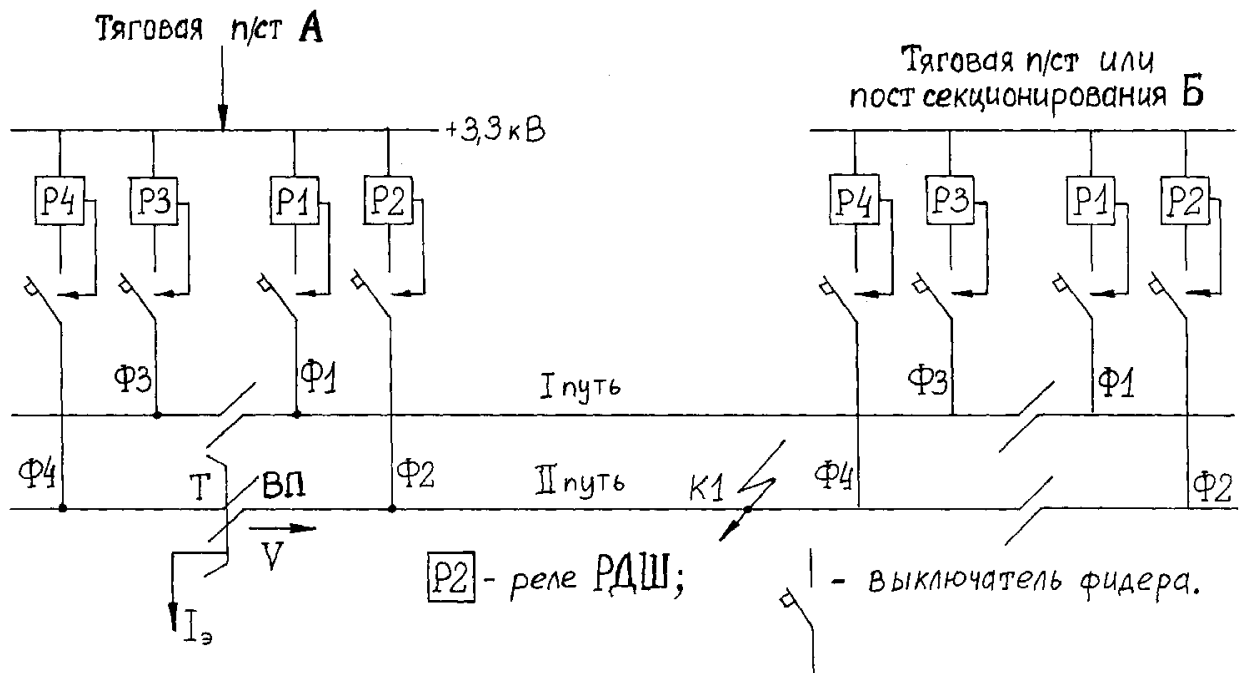 Тяговая п/ст А
Тяговая п/ст или
пост секционирования Б
+3,3 кВ
Р4 Р3 Р1 Р2
Р4 Р3 Р1 Р2
Ф3 Ф1 I путь Ф3 Ф1
Ф4 Т ВП Ф2 II путь К1 Ф4 Ф2
V
Iэ
Р2 - реле РДШ;
- выключатель фидера.